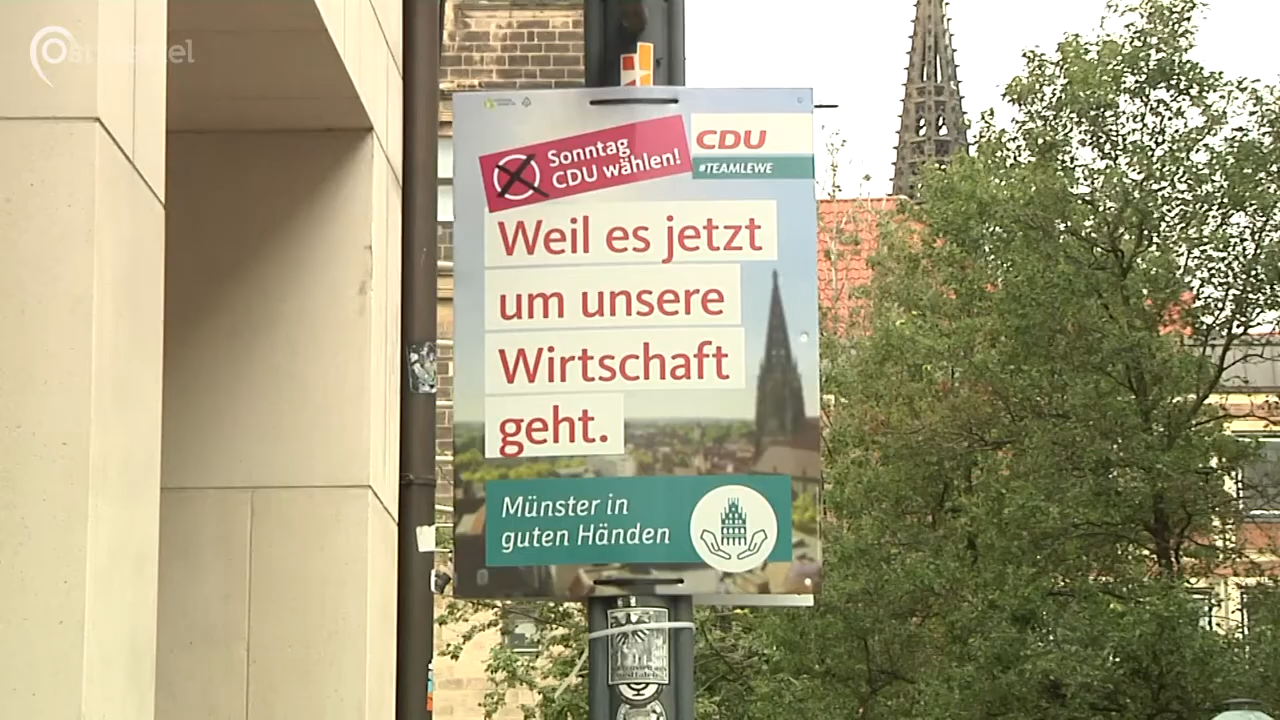 Sonntag
CDU wählen!
CDU
#TEAMLEWE
Weil es jetzt
um unsere
Wirtschaft
geht.
Münster in
guten Händen